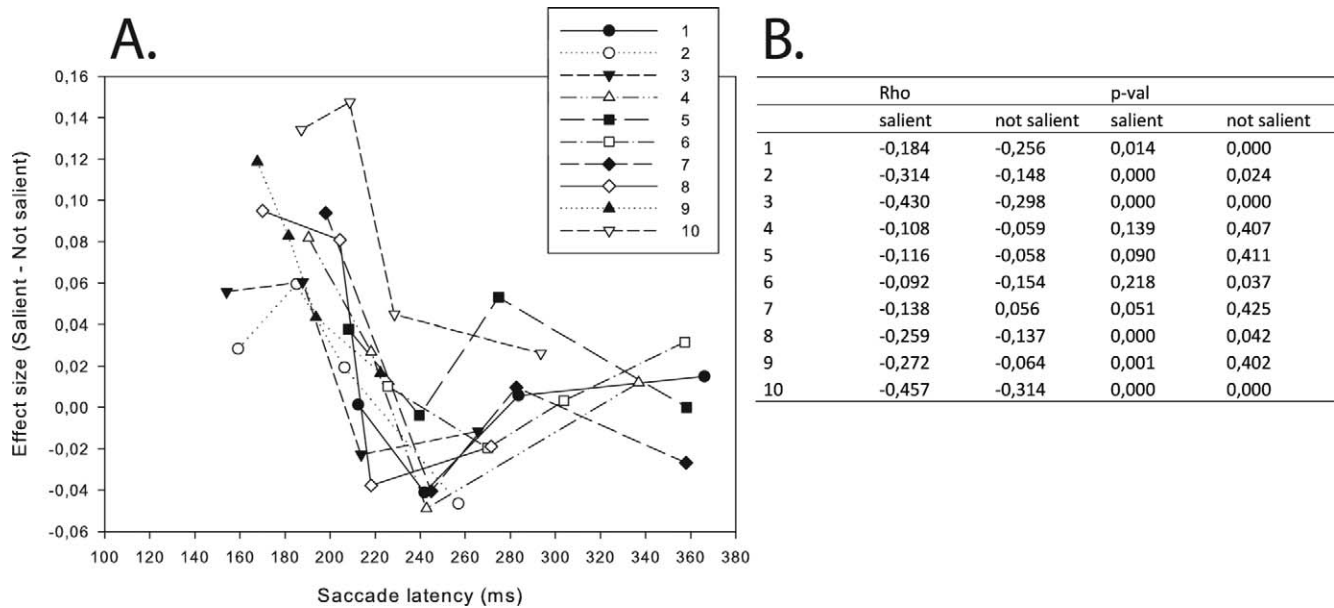 A.
1
2
3
4
5
6
7
8
9
10
0,16
0,14
0,12
0,10
0,08
0,06
0,04
0,02
0,00
-0,02
-0,04
-0,06
Effect size (Salient - Not salient)
100 120 140 160 180 200 220 240 260 280 300 320 340 360 380
Saccade latency (ms)
B.
Rho p-val
salient not salient salient not salient
1 -0,184 -0,256 0,014 0,000
2 -0,314 -0,148 0,000 0,024
3 -0,430 -0,298 0,000 0,000
4 -0,108 -0,059 0,139 0,407
5 -0,116 -0,058 0,090 0,411
6 -0,092 -0,154 0,218 0,037
7 -0,138 0,056 0,051 0,425
8 -0,259 -0,137 0,000 0,042
9 -0,272 -0,064 0,001 0,402
10 -0,457 -0,314 0,000 0,000